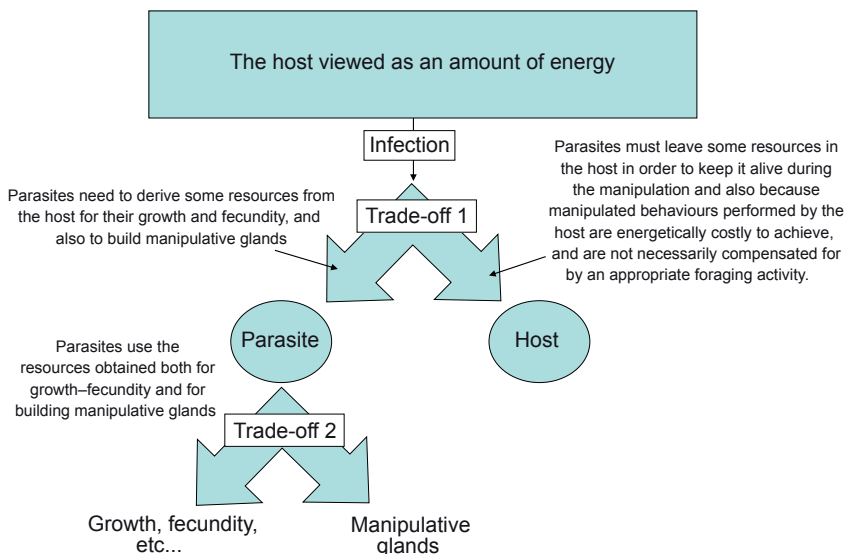 The host viewed as an amount of energy
Infection
Parasites must leave some resources in
the host in order to keep it alive during
the manipulation and also because
manipulated behaviours performed by the
host are energetically costly to achieve,
and are not necessarily compensated for
by an appropriate foraging activity.
Parasites need to derive some resources from
the host for their growth and fecundity, and
also to build manipulative glands
Trade-off 1
Parasite
Host
Parasites use the
resources obtained both for
growth–fecundity and for
building manipulative glands
Trade-off 2
Growth, fecundity,
etc...
Manipulative
glands